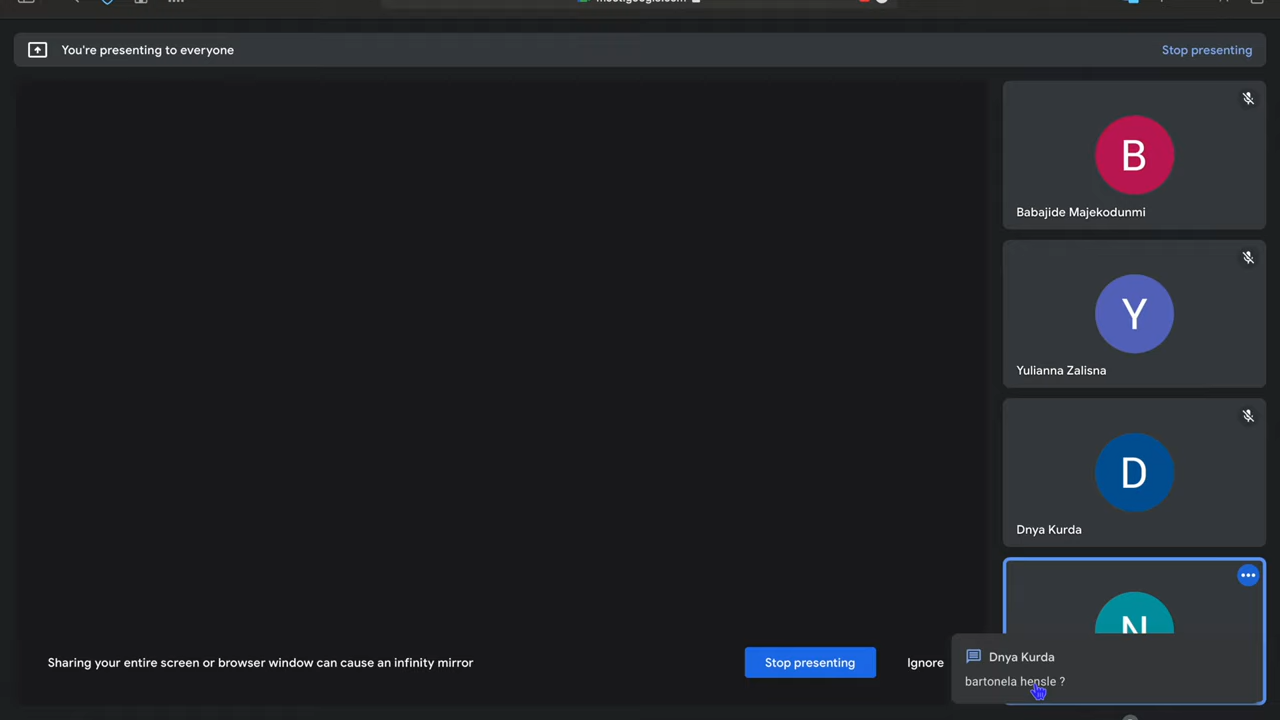 You're presenting to everyone
Stop presenting
B
Babajide Majekodunmi
Y
Yulianna Zalisna
D
Dnya Kurda
N
Dnya Kurda
bartonela hensle ?
Sharing your entire screen or browser window can cause an infinity mirror
Stop presenting
Ignore